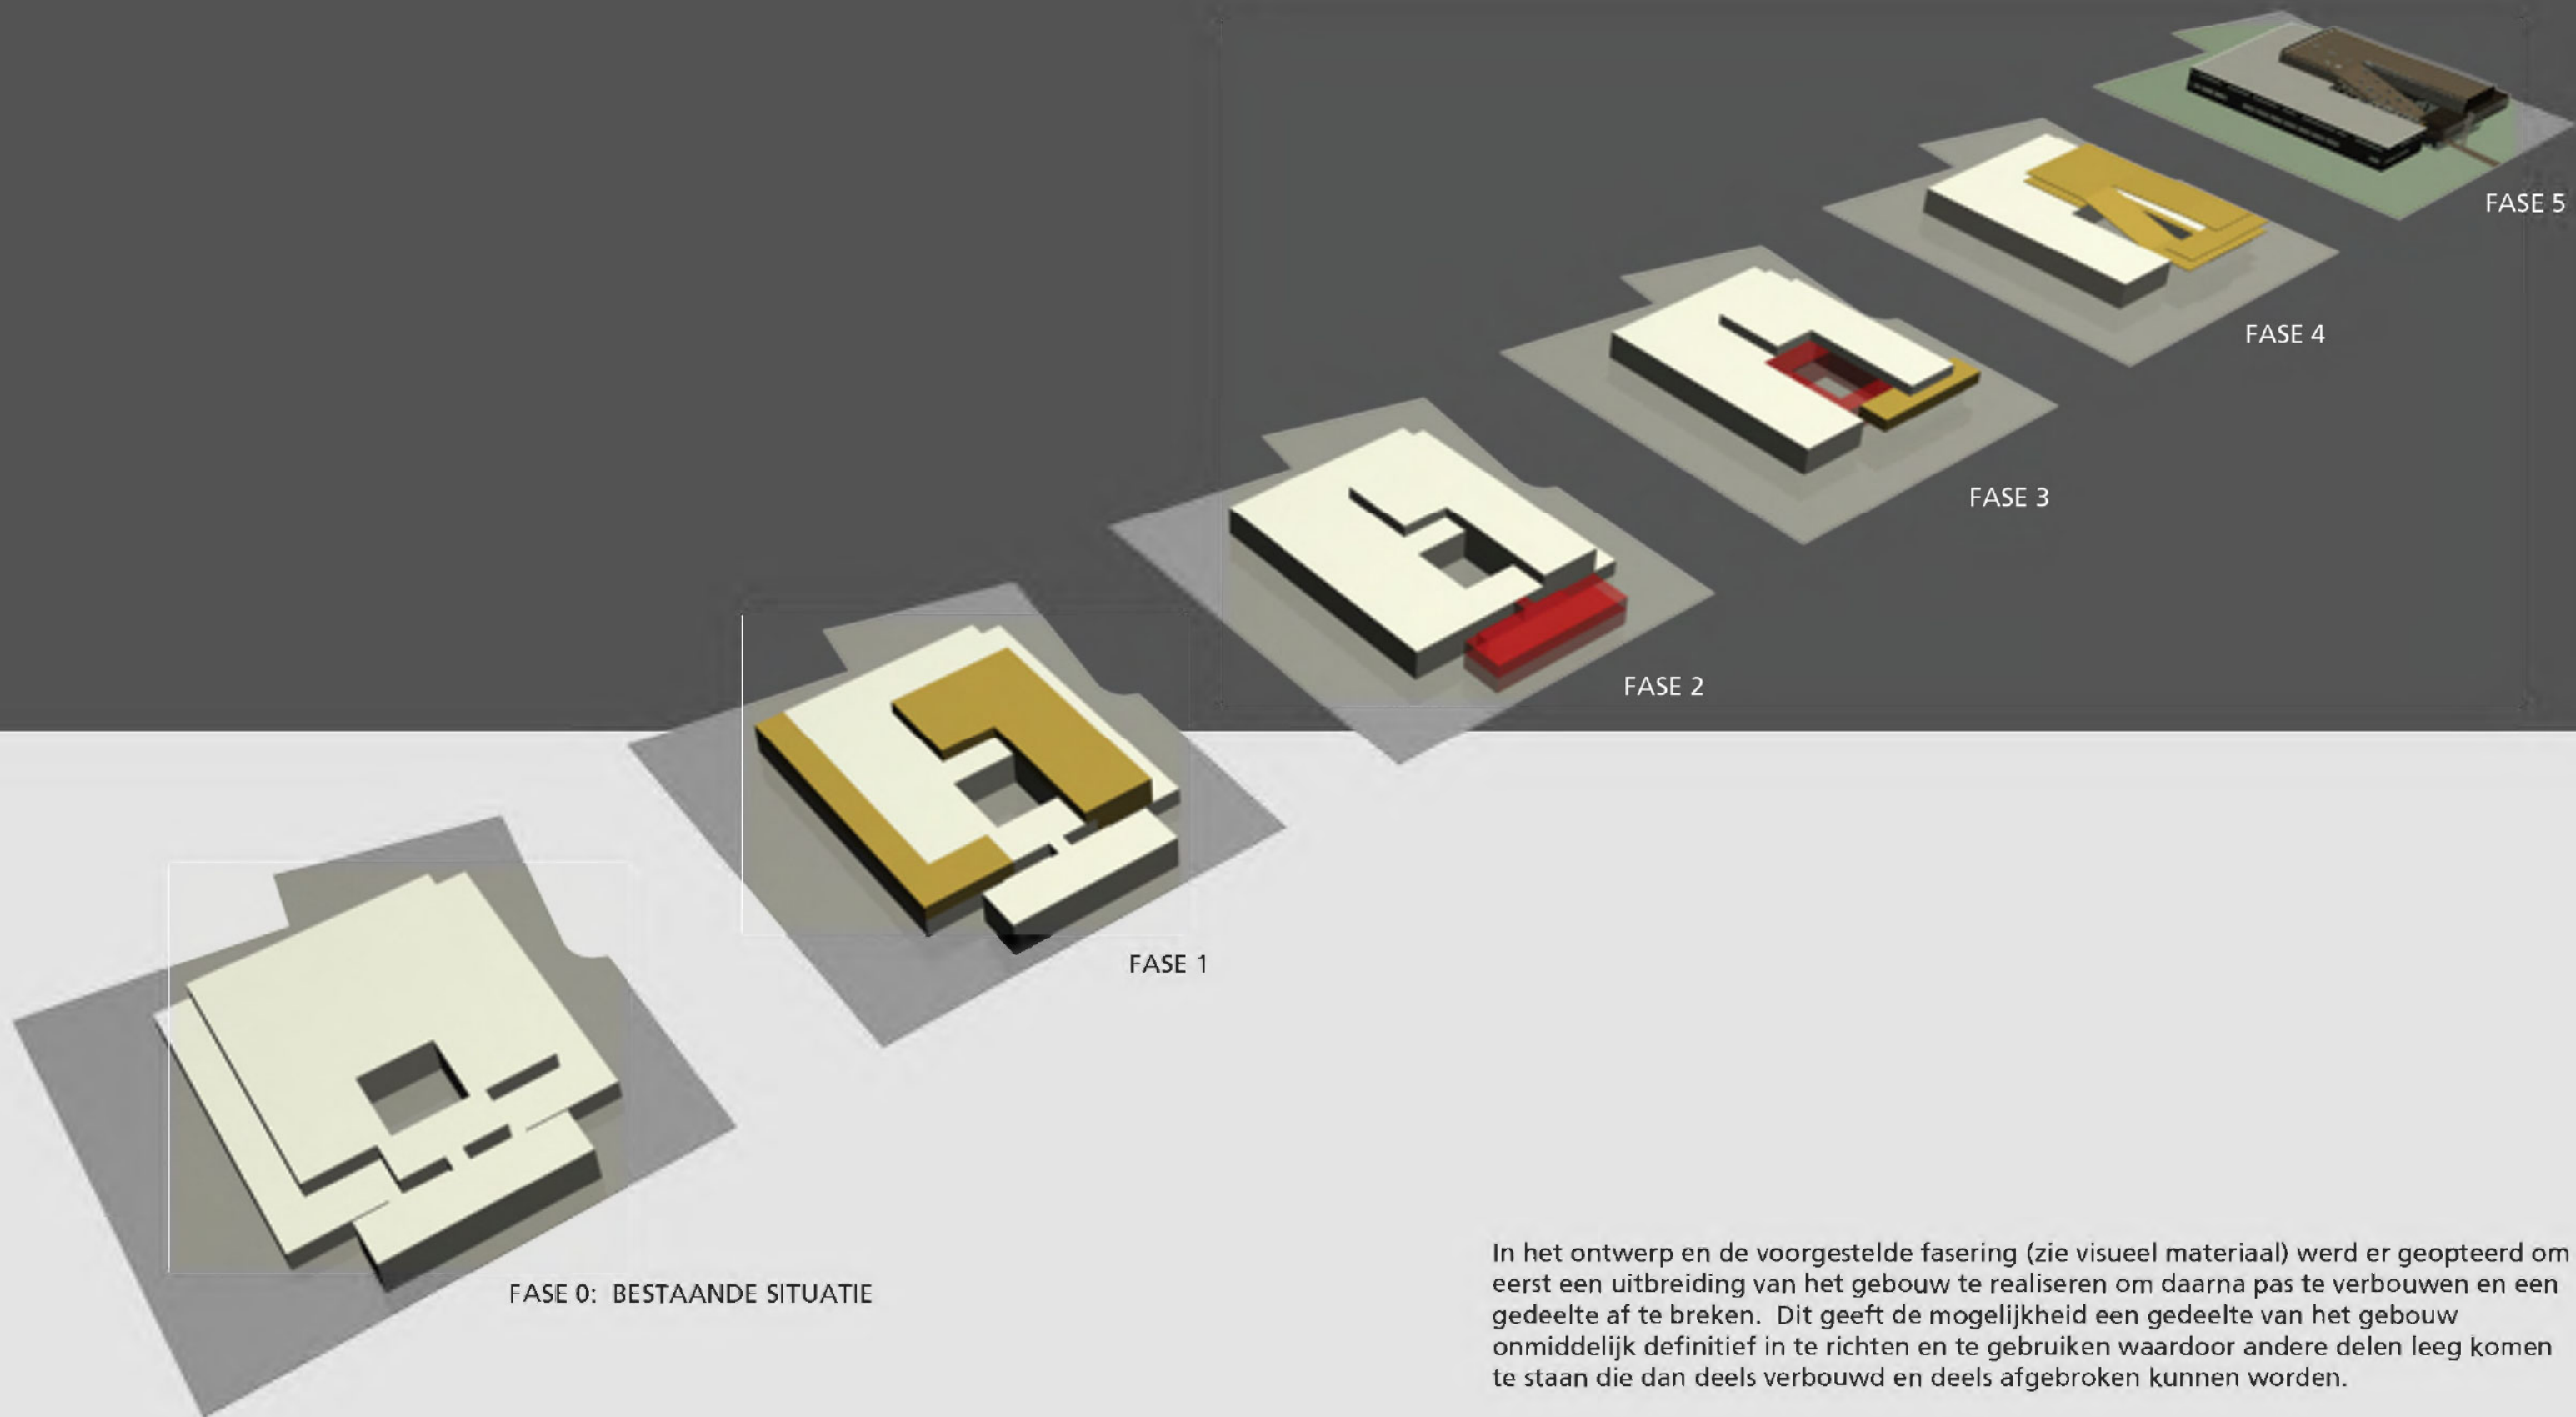 FASE 5
FASE 4
FASE 3
FASE 2
FASE 1
FASE 0:  BESTAANDE SITUATIE
In het ontwerp en de voorgestelde fasering (zie visueel materiaal) werd er geopteerd om
eerst een uitbreiding van het gebouw te realiseren om daarna pas te verbouwen en een
gedeelte af te breken.  Dit geeft de mogelijkheid een gedeelte van het gebouw
onmiddelijk definitief in te richten en te gebruiken waardoor andere delen leeg komen
te staan die dan deels verbouwd en deels afgebroken kunnen worden.